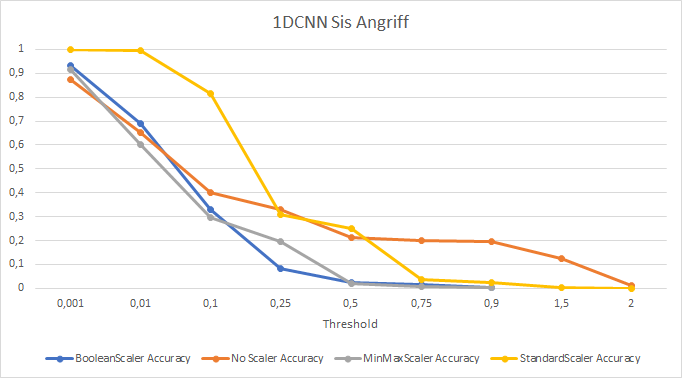 1DCNN Sis Angriff
1
0,9
0,8
0,7
0,6
0,5
0,4
0,3
0,2
0,1
0
0,001 0,01 0,1 0,25 0,5 0,75 0,9 1,5 2
Threshold
BooleanScaler Accuracy No Scaler Accuracy MinMaxScaler Accuracy StandardScaler Accuracy